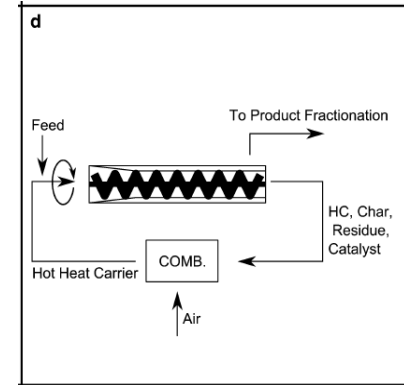 d
To Product Fractionation
Feed
HC, Char,
Residue,
Catalyst
COMB.
Hot Heat Carrier
Air